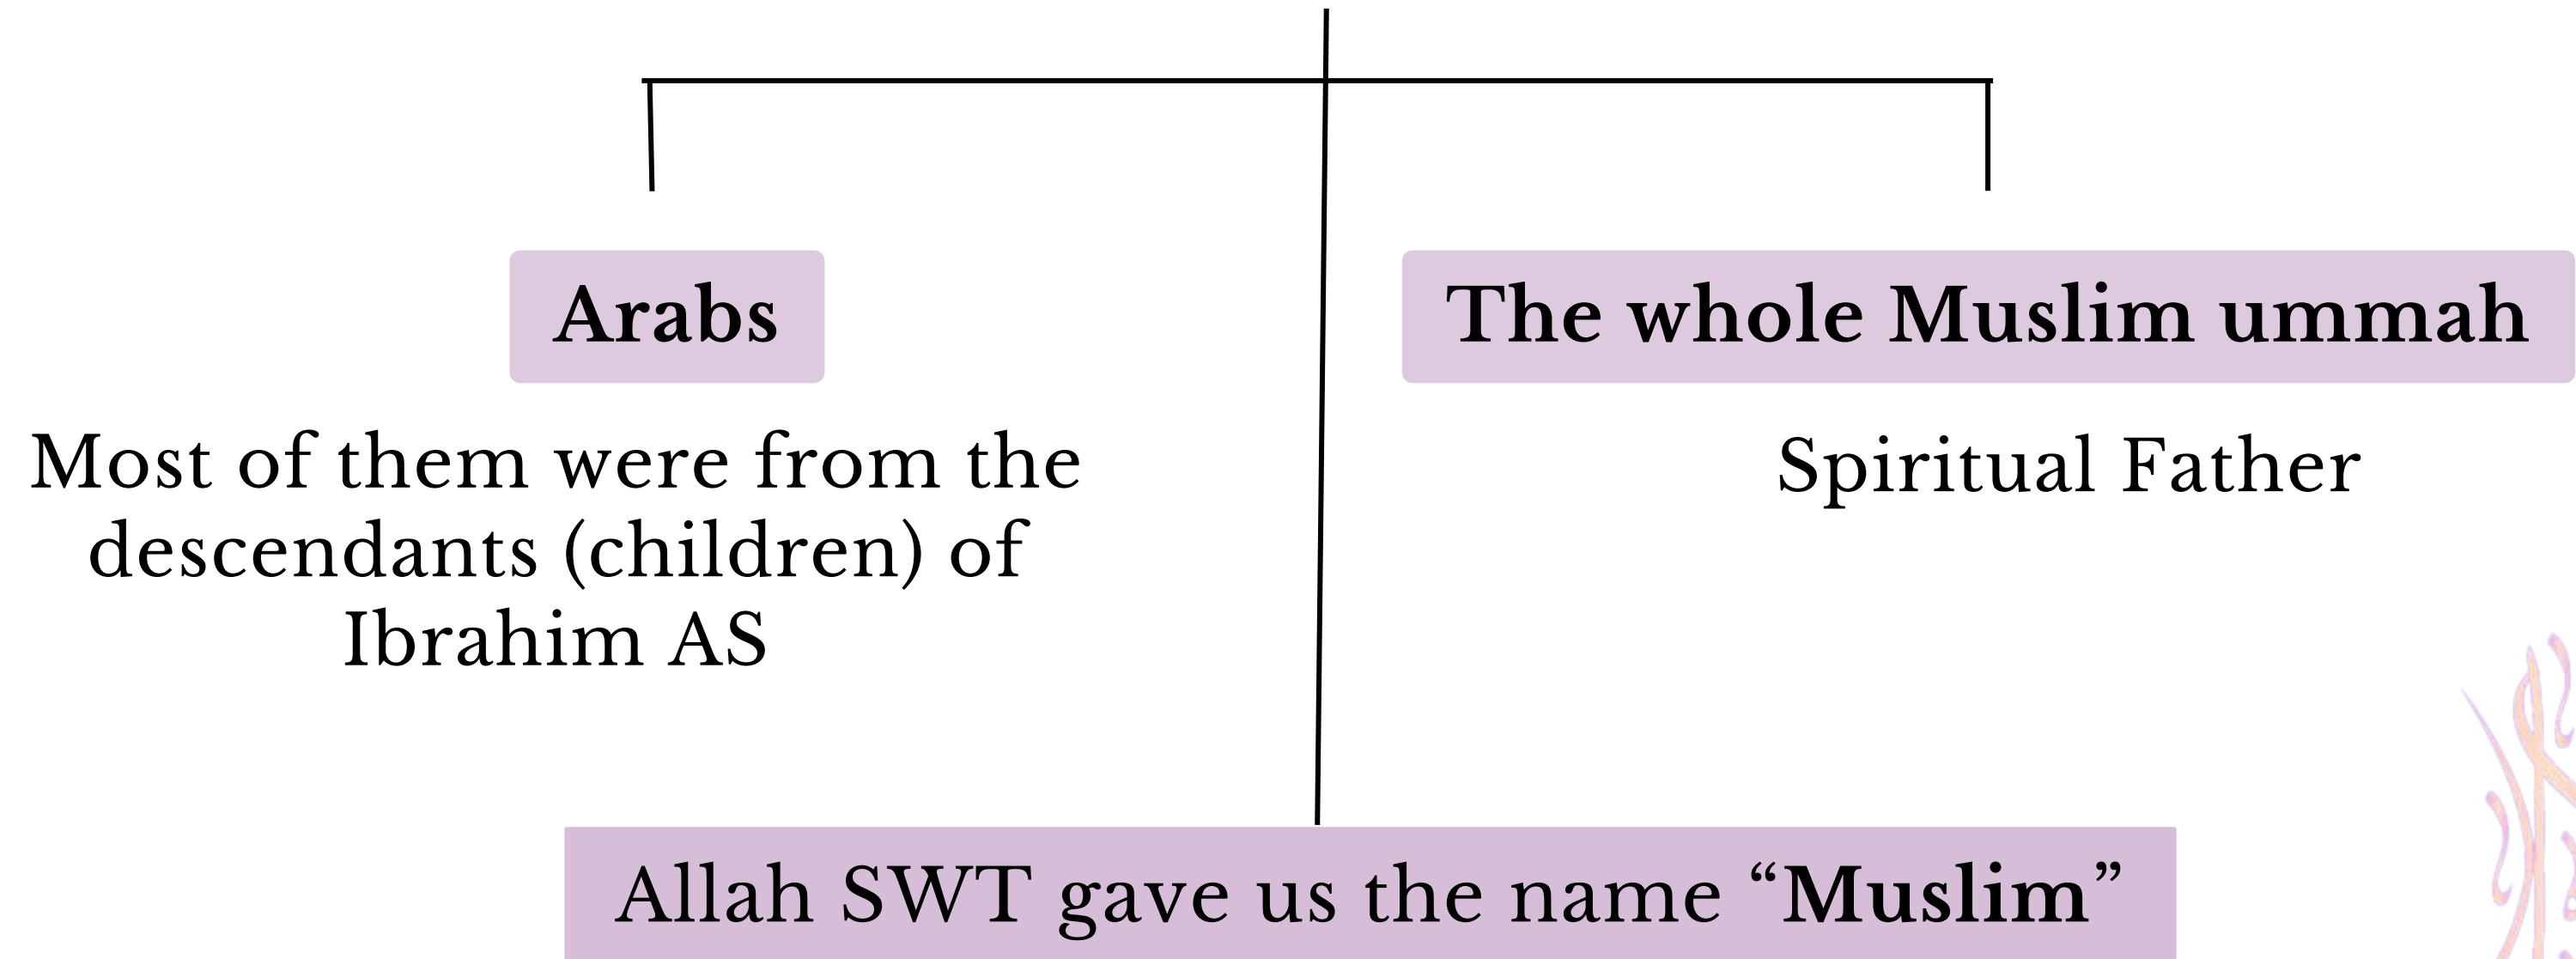 Arabs
Most of them were from the
descendants (children) of
Ibrahim AS
The whole Muslim ummah
Spiritual Father
Allah SWT gave us the name “Muslim”